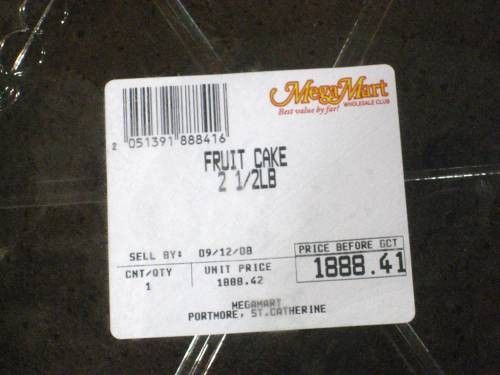 MegaMart
WHOLESALE CLUB
Best value by far!
2 051391 888416
FRUIT CAKE
2 1/2LB
SELL BY: 09/12/08
PRICE BEFORE GCT
CNT/QTY UNIT PRICE 1888.41
1 1888.42
MEGAMART
PORTMORE, ST.CATHERINE